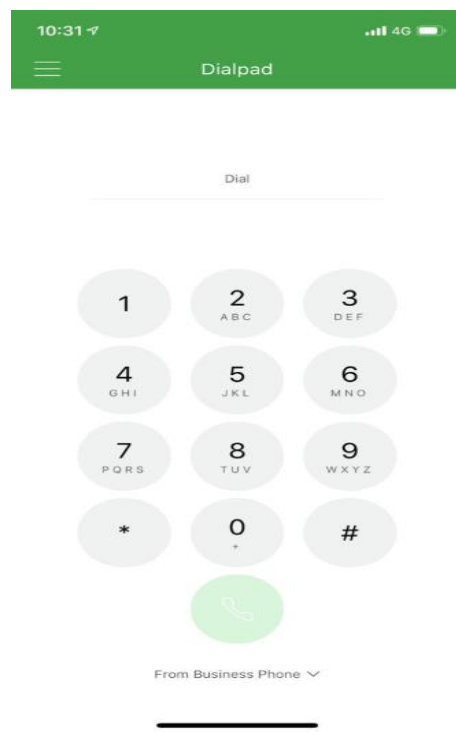 10:31 4G
Dialpad
Dial
1 2 3
ABC DEF
4 5 6
GHI JKL MNO
7 8 9
PQRS TUV WXYZ
* 0 #
+
From Business Phone